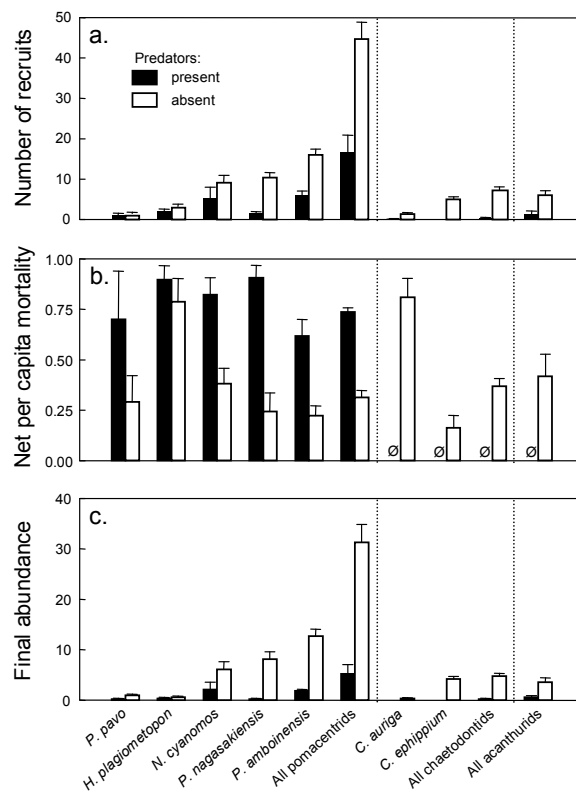 50
40
30
20
10
0
Number of recruits
a.
Predators:
present
absent
1.00
0.75
0.50
0.25
0.00
Net per capita mortality
b.
Ø Ø Ø Ø
40
30
20
10
0
Final abundance
c.
P. pavo
H. plagiometopon
N. cyanomos
P. nagasakiensis
P. amboinensis
All pomacentrids
C. auriga
C. ephippium
All chaetodontids
All acanthurids